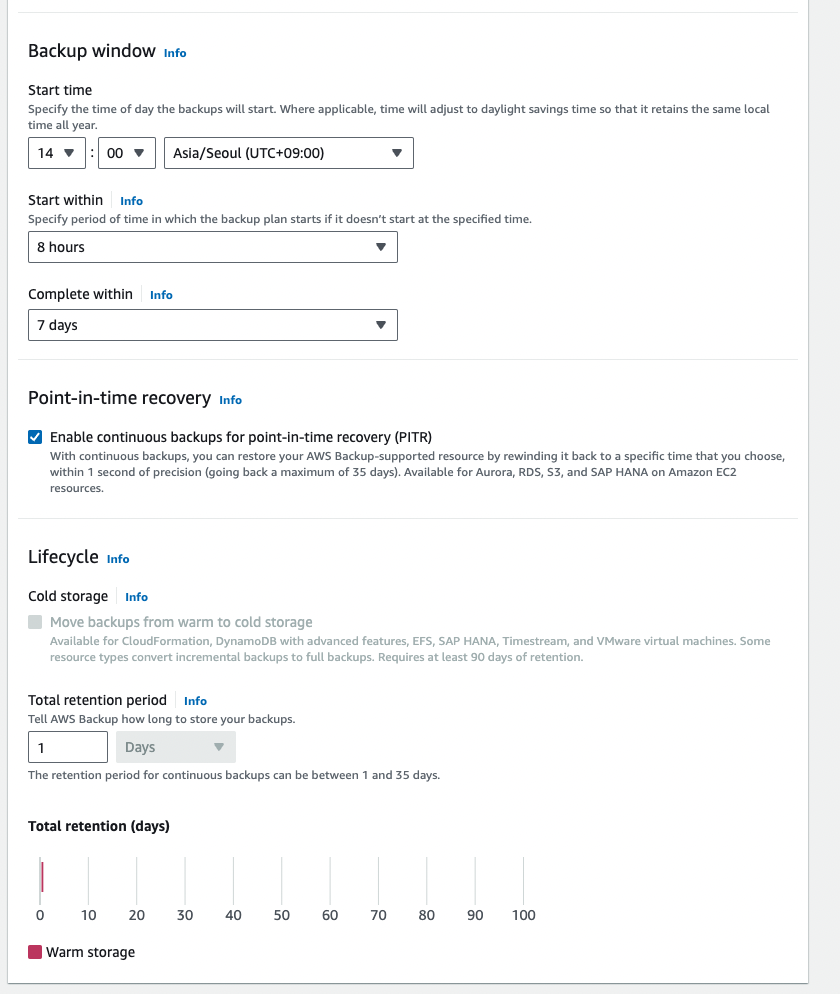 Backup window Info
Start time
Specify the time of day the backups will start. Where applicable, time will adjust to daylight savings time so that it retains the same local
time all year.
14 : 00 Asia/Seoul (UTC+09:00)
Start within Info
Specify period of time in which the backup plan starts if it doesn't start at the specified time.
8 hours
Complete within Info
7 days
Point-in-time recovery Info
Enable continuous backups for point-in-time recovery (PITR)
With continuous backups, you can restore your AWS Backup-supported resource by rewinding it back to a specific time that you choose,
within 1 second of precision (going back a maximum of 35 days). Available for Aurora, RDS, S3, and SAP HANA on Amazon EC2
resources.
Lifecycle Info
Cold storage Info
Move backups from warm to cold storage
Available for CloudFormation, DynamoDB with advanced features, EFS, SAP HANA, Timestream, and VMware virtual machines. Some
resource types convert incremental backups to full backups. Requires at least 90 days of retention.
Total retention period Info
Tell AWS Backup how long to store your backups.
1 Days
The retention period for continuous backups can be between 1 and 35 days.
Total retention (days)
0 10 20 30 40 50 60 70 80 90 100
Warm storage